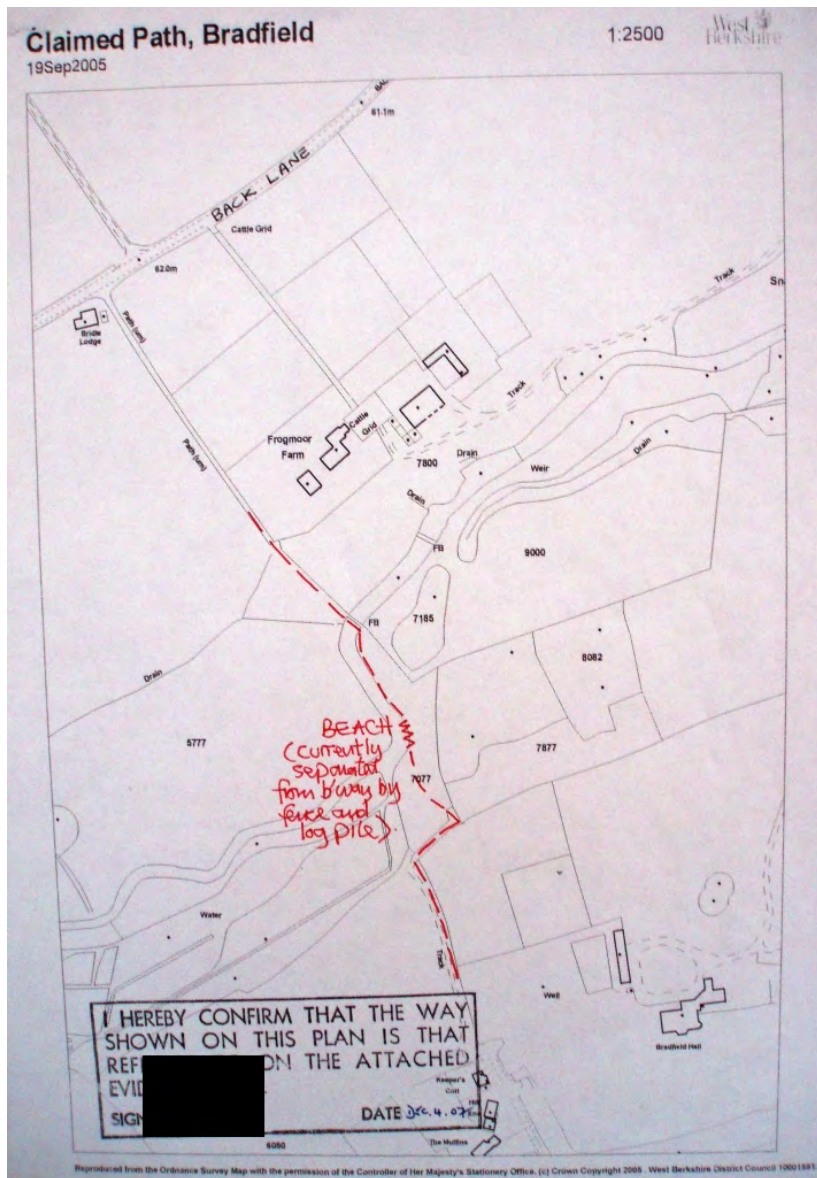 Claimed Path, Bradfield
19Sep2005
1:2500
West
Berkshire
61·1m
BACK LANE
Cattle Grid
62.0m
Bridle
Lodge
Path (um)
Track
Sn
Path (um)
Track
Cattle
Grid
Frogmoor
Farm
7800
Drain
Weir
Drain
Drain
FB
9000
7185
FB
8082
Drain
5777
7877
7077
BEACH
(currently
separated
from b'way by
fence and
log pile)
Water
Track
Well
Bradfield Hall
I HEREBY CONFIRM THAT THE WAY
SHOWN ON THIS PLAN IS THAT
REF ON THE ATTACHED
EVID
SIGN
DATE DEC. 4. 07
Keeper's
Cott
The Mullins
6050
Reproduced from the Ordnance Survey Map with the permission of the Controller of Her Majesty's Stationery Office. (c) Crown Copyright 2005 . West Berkshire District Council